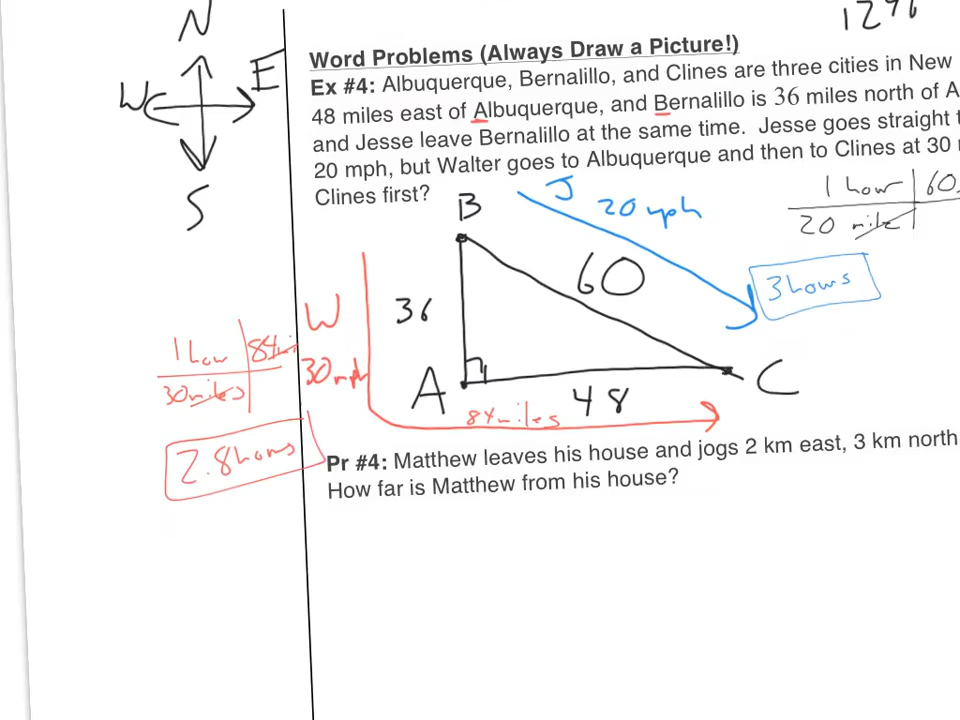 N
1296
Word Problems (Always Draw a Picture!)
E
Ex #4: Albuquerque, Bernalillo, and Clines are three cities in New
W
48 miles east of Albuquerque, and Bernalillo is 36 miles north of A
and Jesse leave Bernalillo at the same time. Jesse goes straight t
20 mph, but Walter goes to Albuquerque and then to Clines at 30
Clines first?
S
J
20 mph
1 hour 60
20 mile
B
60
3 hours
36
W
1 hour 84mi
30 miles
30 mph
A
48
C
84 miles
2.8 hours
Pr #4: Matthew leaves his house and jogs 2 km east, 3 km north
How far is Matthew from his house?